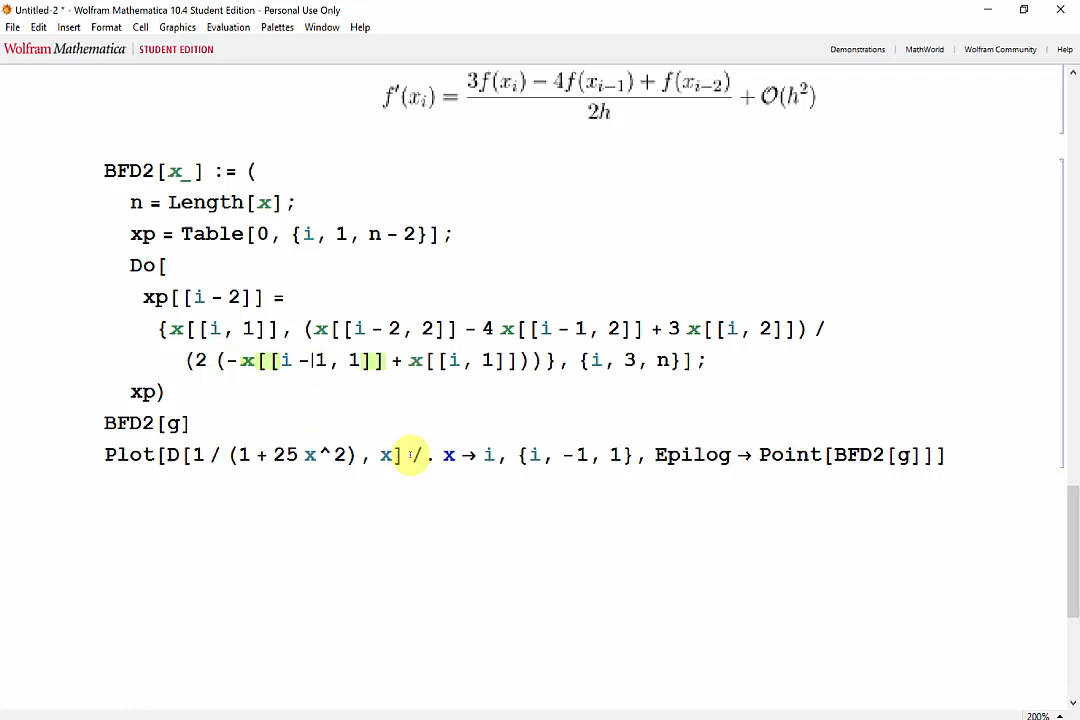 Untitled-2 * - Wolfram Mathematica 10.4 Student Edition - Personal Use Only
File Edit Insert Format Cell Graphics Evaluation Palettes Window Help
Wolfram Mathematica | STUDENT EDITION Demonstrations MathWorld Wolfram Community Help
f′(xᵢ) = (3f(xᵢ) − 4f(xᵢ₋₁) + f(xᵢ₋₂)) / 2h + O(h²)
BFD2[x_] := (
n = Length[x];
xp = Table[0, {i, 1, n - 2}];
Do[
xp[[i - 2]] =
{x[[i, 1]], (x[[i - 2, 2]] - 4 x[[i - 1, 2]] + 3 x[[i, 2]]) /
(2 (-x[[i - 1, 1]] + x[[i, 1]]))}, {i, 3, n}];
xp)
BFD2[g]
Plot[D[1 / (1 + 25 x^2), x] /. x → i, {i, -1, 1}, Epilog → Point[BFD2[g]]]
200%